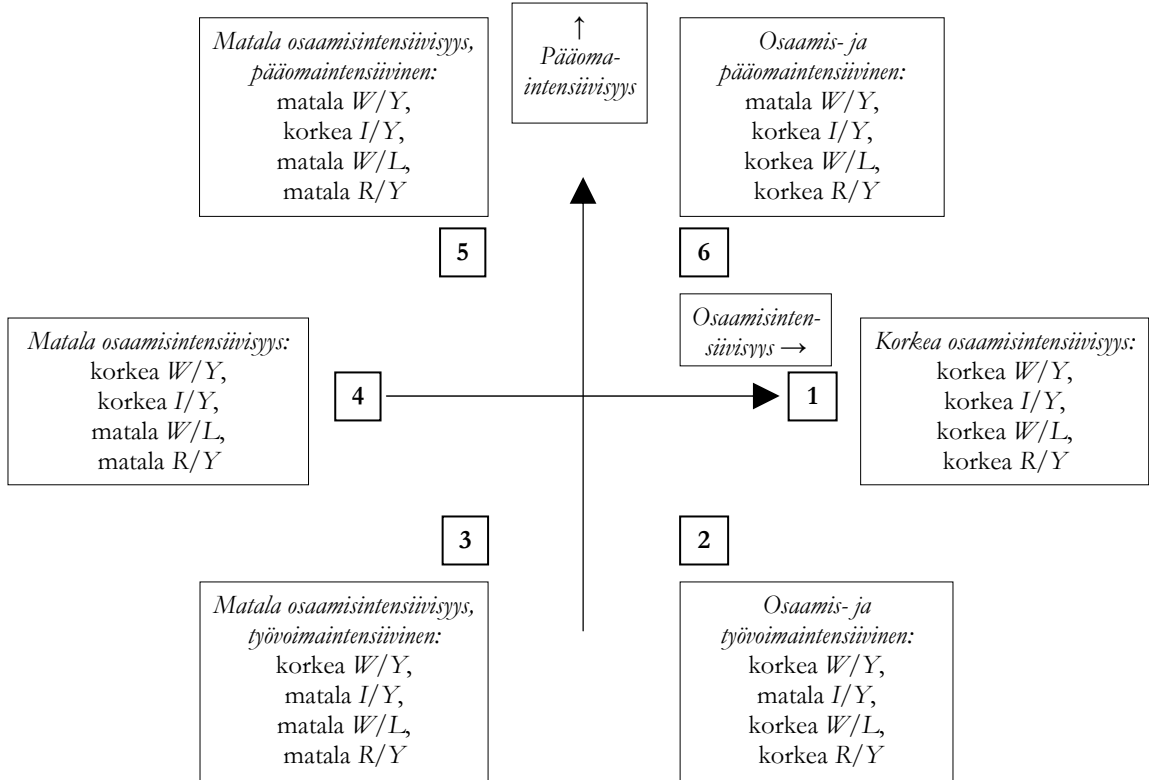 Matala osaamisintensiivisyys,
pääomaintensiivinen:
matala W/Y,
korkea I/Y,
matala W/L,
matala R/Y
↑
Pääoma-
intensiivisyys
Osaamis- ja
pääomaintensiivinen:
matala W/Y,
korkea I/Y,
korkea W/L,
korkea R/Y
5
6
Matala osaamisintensiivisyys:
korkea W/Y,
korkea I/Y,
matala W/L,
matala R/Y
4
Osaamisinten-
siivisyys →
1
Korkea osaamisintensiivisyys:
korkea W/Y,
korkea I/Y,
korkea W/L,
korkea R/Y
3
2
Matala osaamisintensiivisyys,
työvoimaintensiivinen:
korkea W/Y,
matala I/Y,
matala W/L,
matala R/Y
Osaamis- ja
työvoimaintensiivinen:
korkea W/Y,
matala I/Y,
korkea W/L,
korkea R/Y